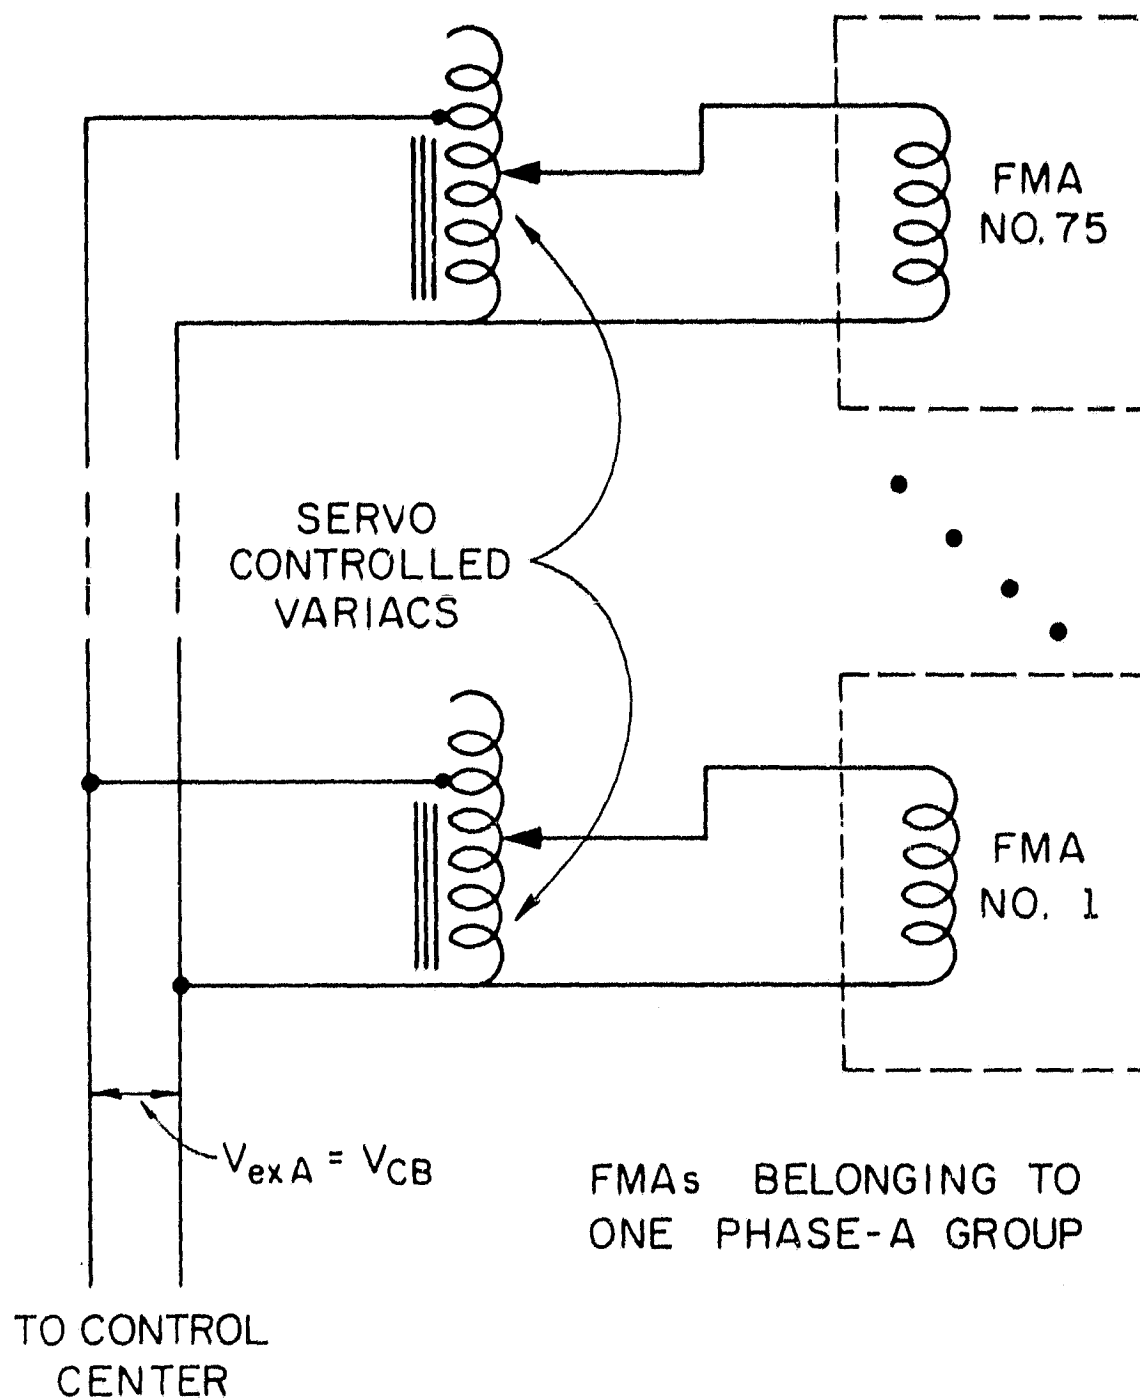 FMA
NO. 75
SERVO
CONTROLLED
VARIACS
FMA
NO. 1
VexA = VCB
FMAs BELONGING TO
ONE PHASE-A GROUP
TO CONTROL
CENTER